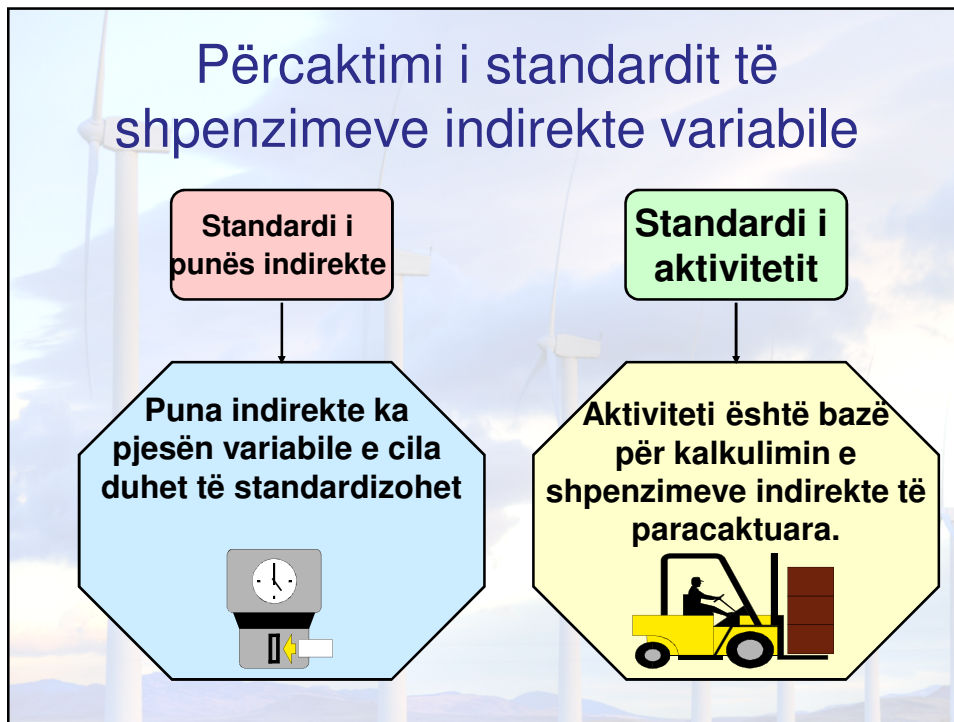 Përcaktimi i standardit të
shpenzimeve indirekte variabile
Standardi i
punës indirekte
Standardi i
aktivitetit
Puna indirekte ka
pjesën variabile e cila
duhet të standardizohet
Aktiviteti është bazë
për kalkulimin e
shpenzimeve indirekte të
paracaktuara.